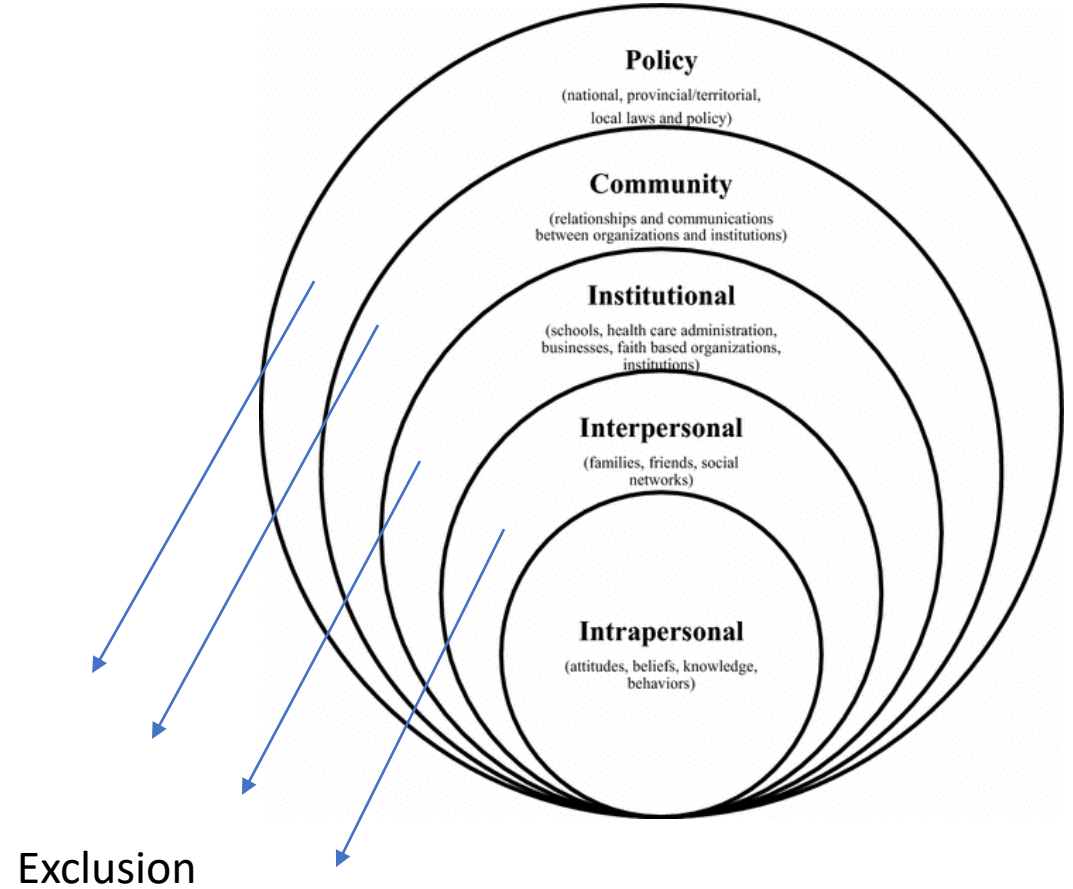 Policy
(national, provincial/territorial,
local laws and policy)
Community
(relationships and communications
between organizations and institutions)
Institutional
(schools, health care administration,
businesses, faith based organizations,
institutions)
Interpersonal
(families, friends, social
networks)
Intrapersonal
(attitudes, beliefs, knowledge,
behaviors)
Exclusion